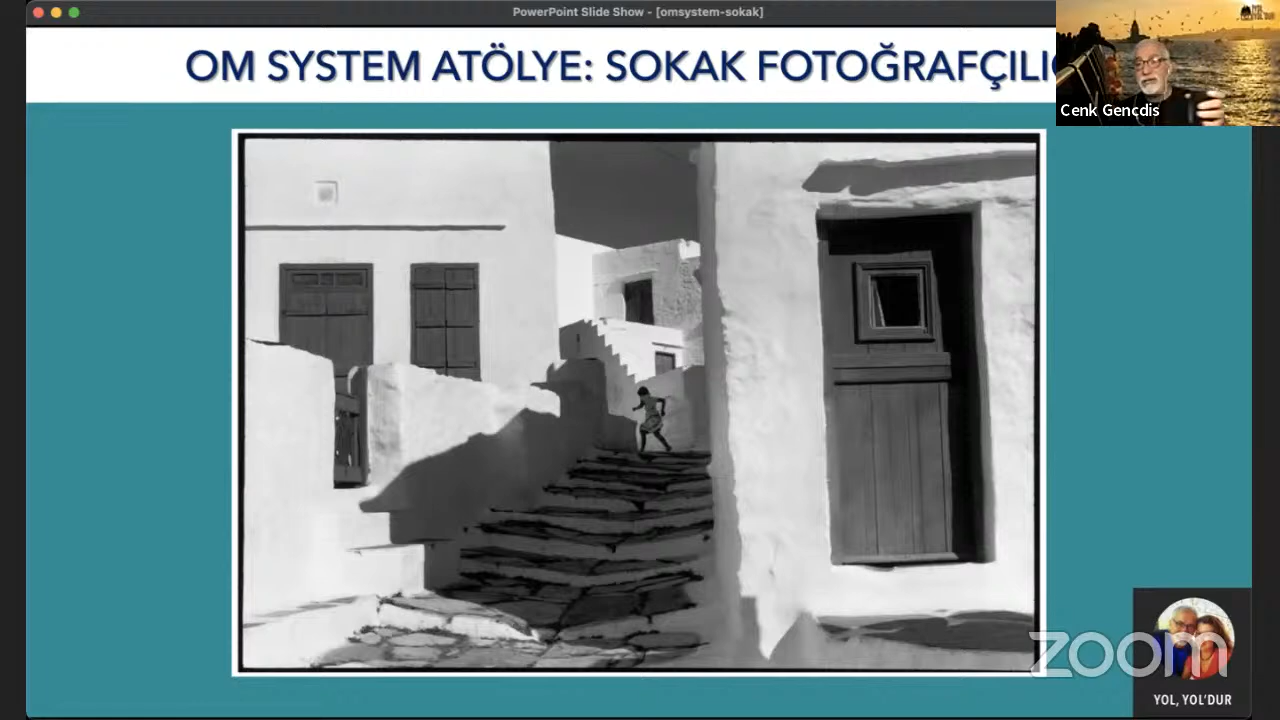 PowerPoint Slide Show - [omsystem-sokak]
OM SYSTEM ATÖLYE: SOKAK FOTOĞRAFÇILI
Cenk Gençdis
zoom
YOL, YOL'DUR